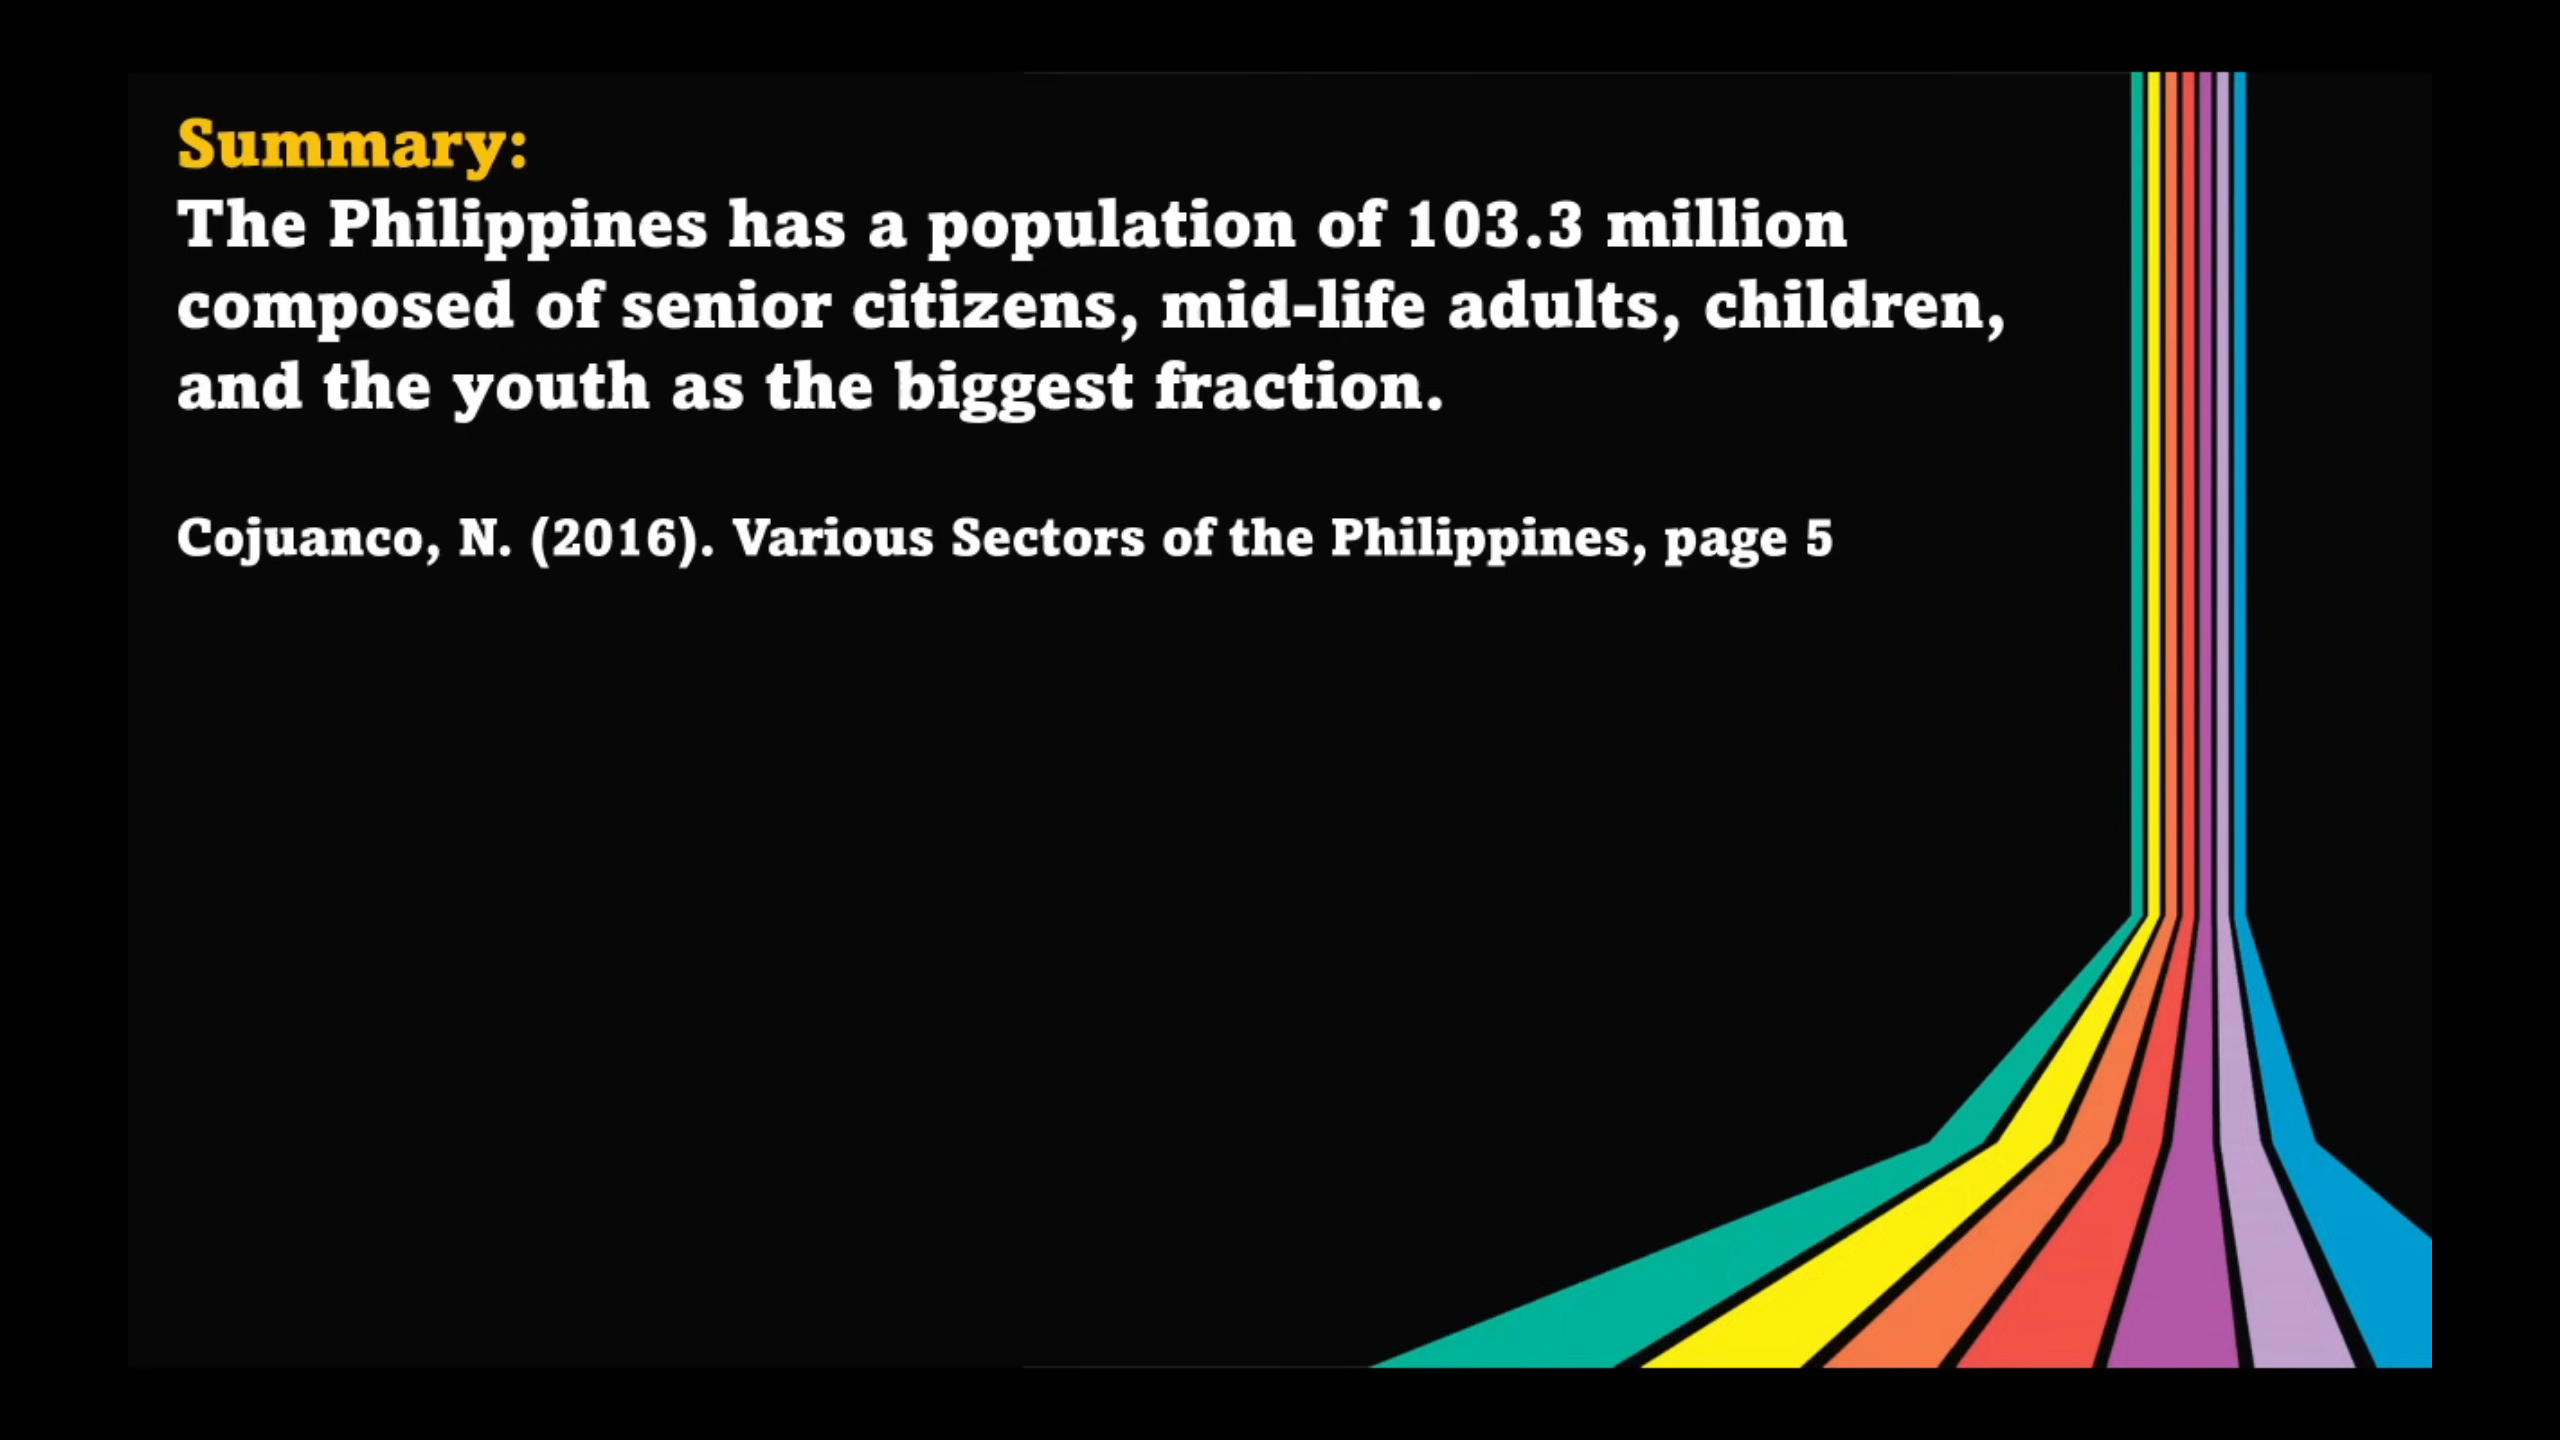 Summary:
The Philippines has a population of 103.3 million
composed of senior citizens, mid-life adults, children,
and the youth as the biggest fraction.
Cojuanco, N. (2016). Various Sectors of the Philippines, page 5